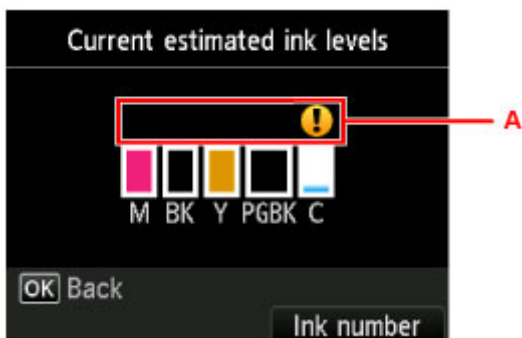 Current estimated ink levels
A
M BK Y PGBK C
OK Back
Ink number